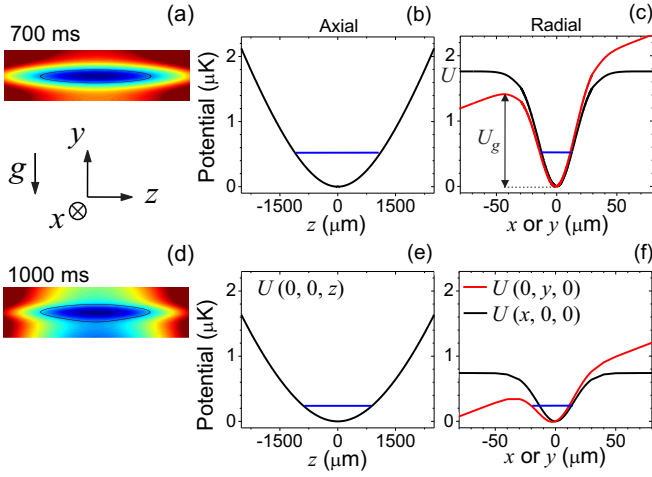 (a)
700 ms
g
y
z
x
(d)
1000 ms
Axial
(b)
Potential (μK)
2
1
0
-1500 0 1500
z (μm)
Radial
(c)
2
U
1
0
U_g
-50 0 50
x or y (μm)
(e)
U(0, 0, z)
Potential (μK)
2
1
0
-1500 0 1500
z (μm)
(f)
U(0, y, 0)
U(x, 0, 0)
2
1
0
-50 0 50
x or y (μm)